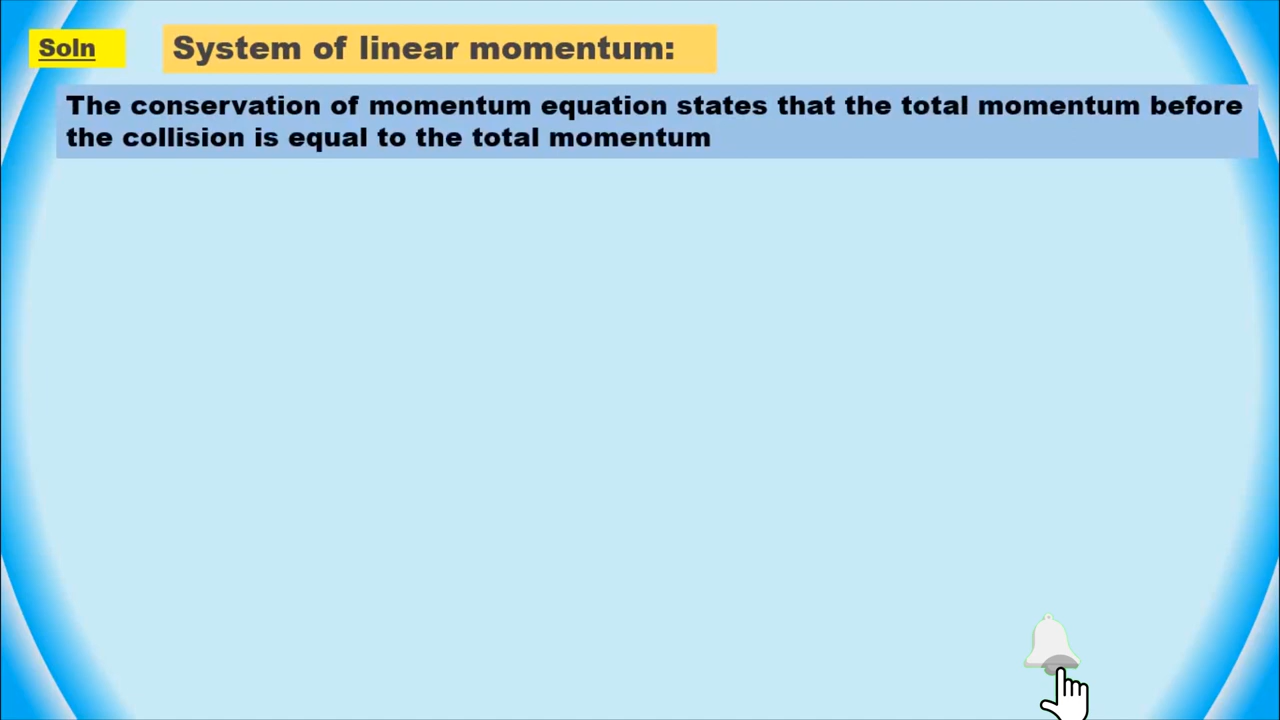 Soln
System of linear momentum:
The conservation of momentum equation states that the total momentum before
the collision is equal to the total momentum